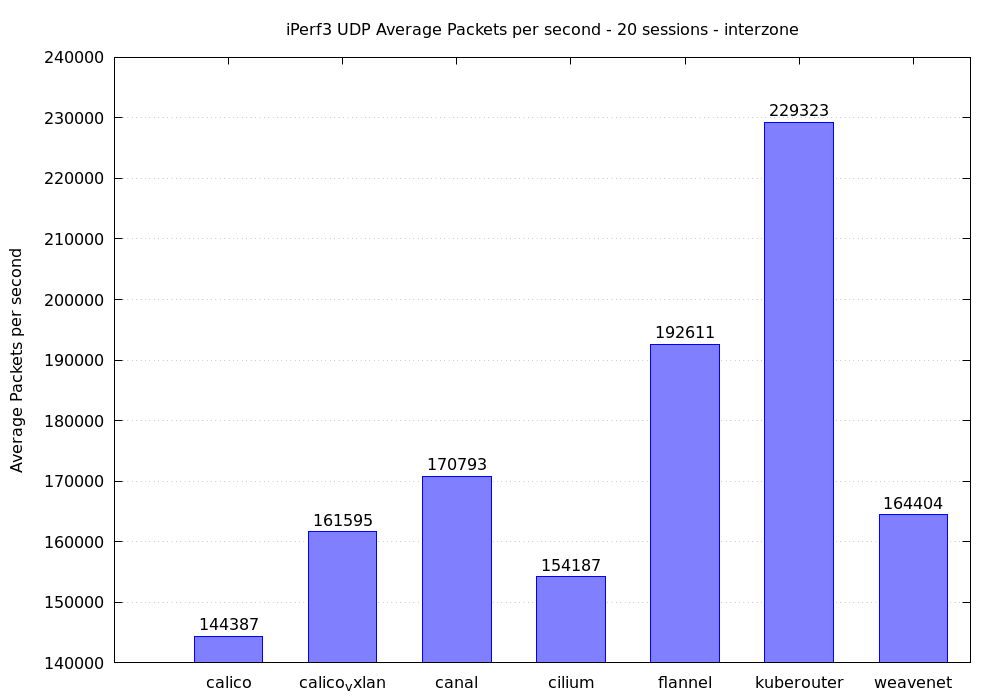 iPerf3 UDP Average Packets per second - 20 sessions - interzone
Average Packets per second
240000
230000
220000
210000
200000
190000
180000
170000
160000
150000
140000
144387
161595
170793
154187
192611
229323
164404
calico
calicovxlan
canal
cilium
flannel
kuberouter
weavenet